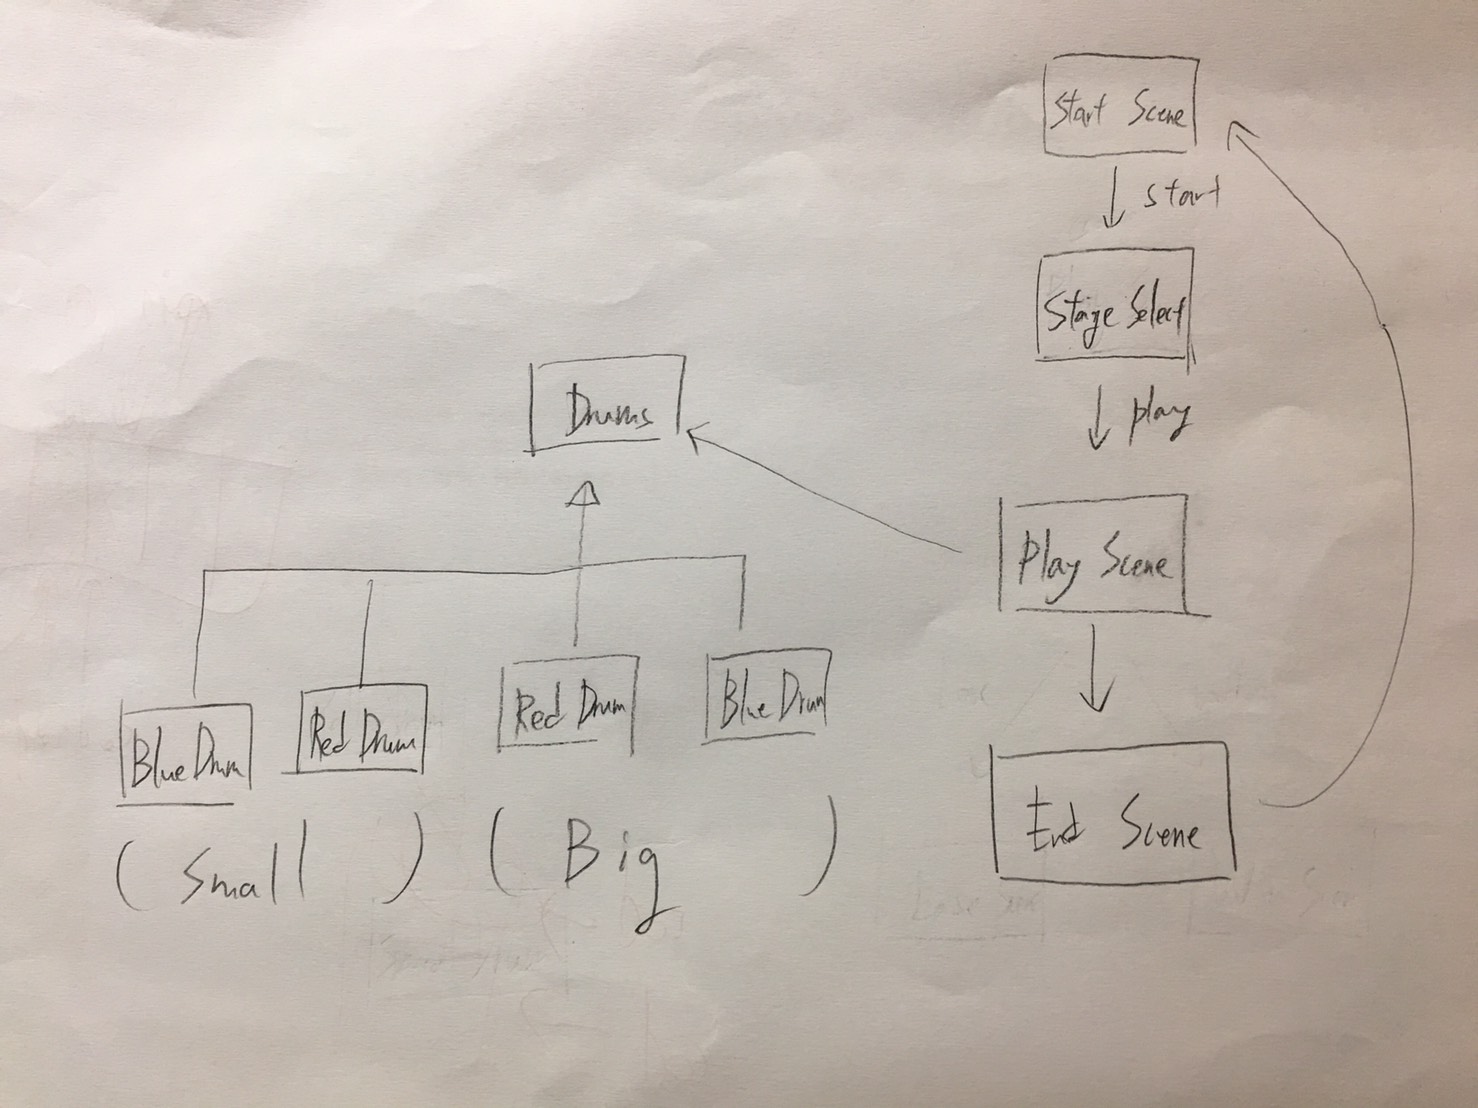 Start Scene
start
Stage Select
play
Drums
Play Scene
Blue Drum
Red Drum
Red Drum
Blue Drum
(Small)
(Big)
End Scene